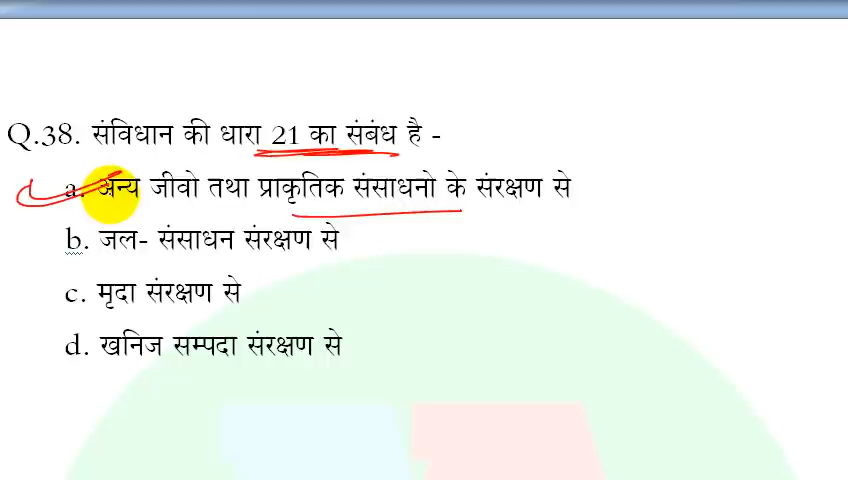 Q.38. संविधान की धारा 21 का संबंध है -
a. अन्य जीवो तथा प्राकृतिक संसाधनो के संरक्षण से
b. जल- संसाधन संरक्षण से
c. मृदा संरक्षण से
d. खनिज सम्पदा संरक्षण से